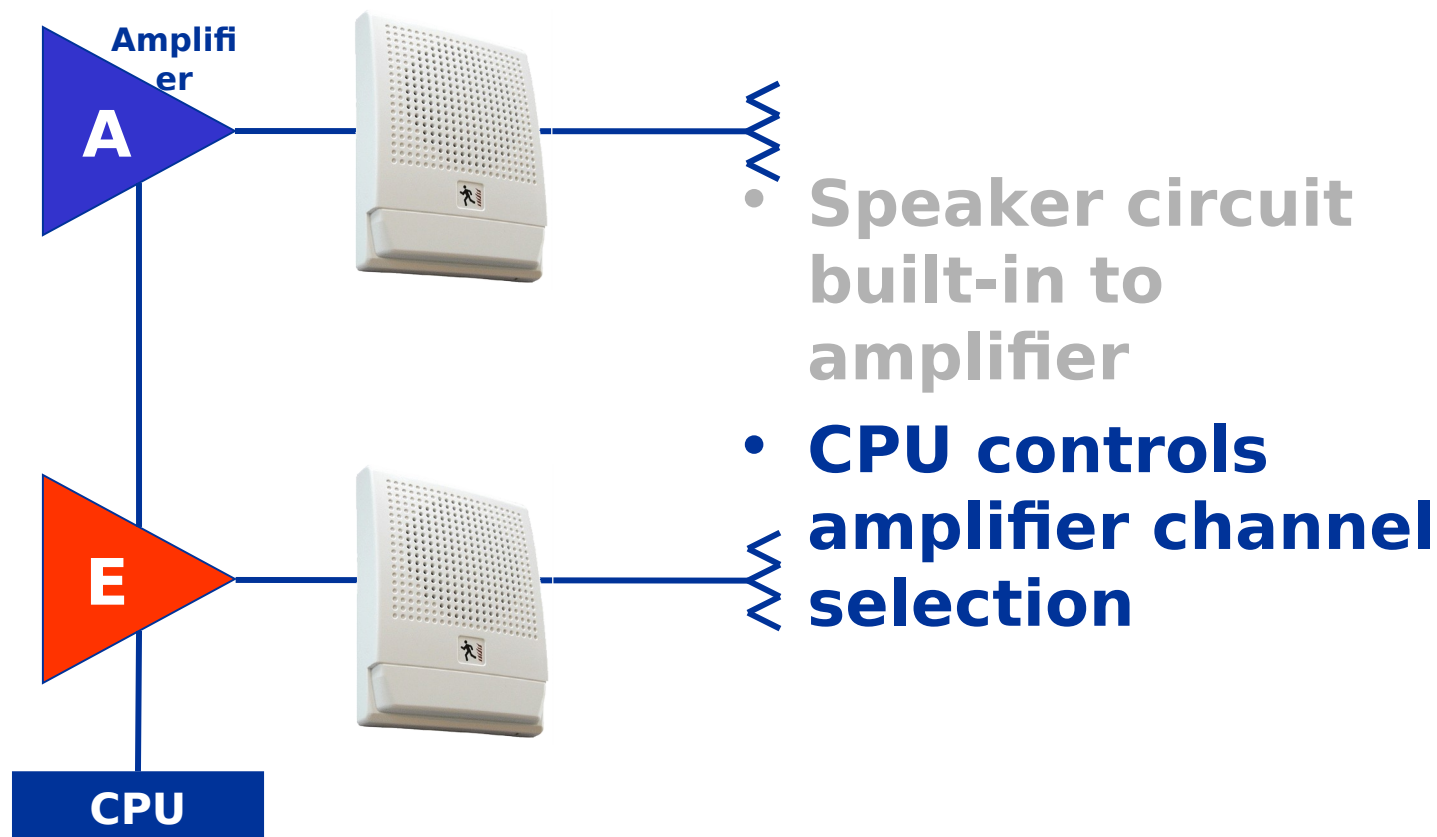 Amplifi
er
A
• Speaker circuit
built-in to
amplifier
• CPU controls
amplifier channel
selection
E
CPU